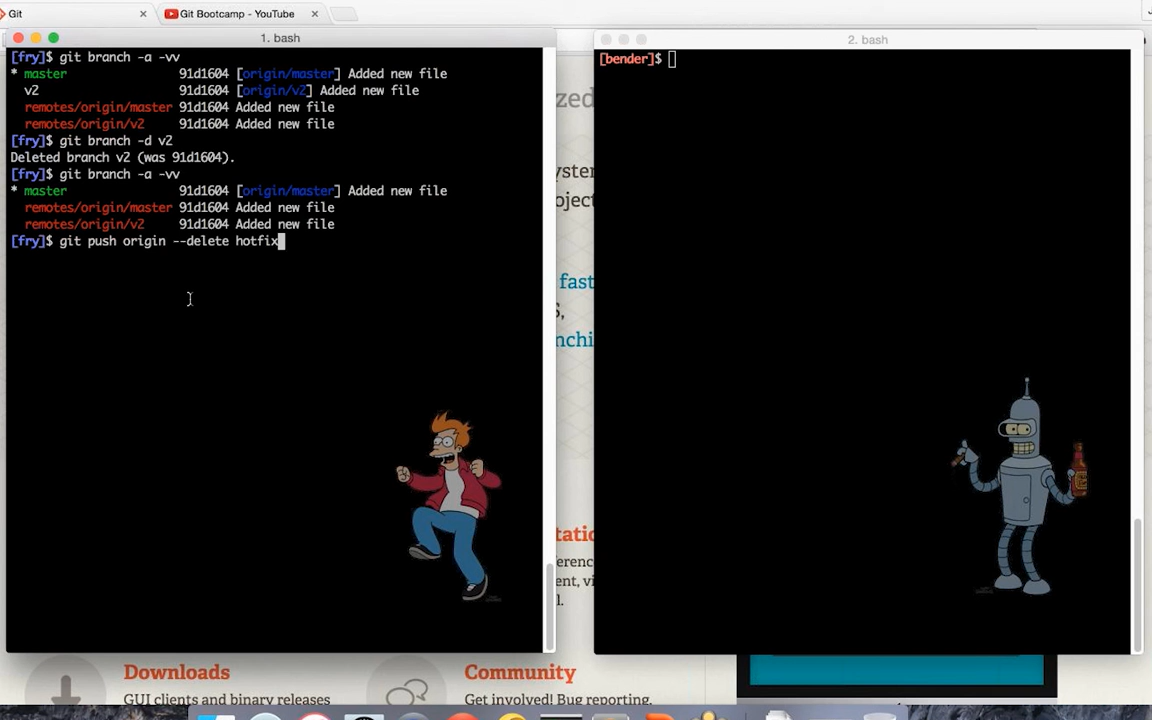 Git
Git Bootcamp - YouTube
1. bash
[fry]$ git branch -a -vv
* master 91d1604 [origin/master] Added new file
v2 91d1604 [origin/v2] Added new file
remotes/origin/master 91d1604 Added new file
remotes/origin/v2 91d1604 Added new file
[fry]$ git branch -d v2
Deleted branch v2 (was 91d1604).
[fry]$ git branch -a -vv
* master 91d1604 [origin/master] Added new file
remotes/origin/master 91d1604 Added new file
remotes/origin/v2 91d1604 Added new file
[fry]$ git push origin --delete hotfix
2. bash
[bender]$
fast
Downloads
GUI clients and binary releases
Community
Get involved! Bug reporting,